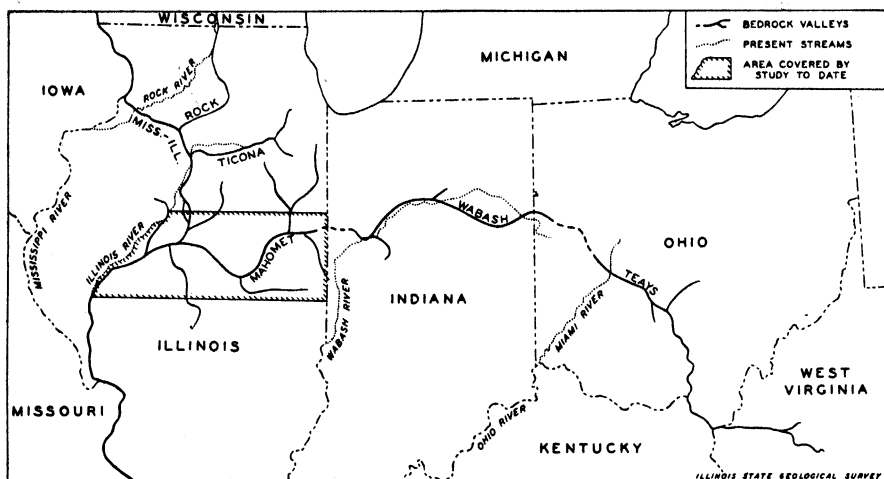 WISCONSIN
IOWA
ROCK RIVER
ROCK
MISS.-ILL.
TICONA
MISSISSIPPI RIVER
ILLINOIS RIVER
MAHOMET
ILLINOIS
MISSOURI
MICHIGAN
BEDROCK VALLEYS
PRESENT STREAMS
AREA COVERED BY
STUDY TO DATE
WABASH
WABASH RIVER
INDIANA
OHIO
TEAYS
MIAMI RIVER
OHIO RIVER
KENTUCKY
WEST
VIRGINIA
ILLINOIS STATE GEOLOGICAL SURVEY